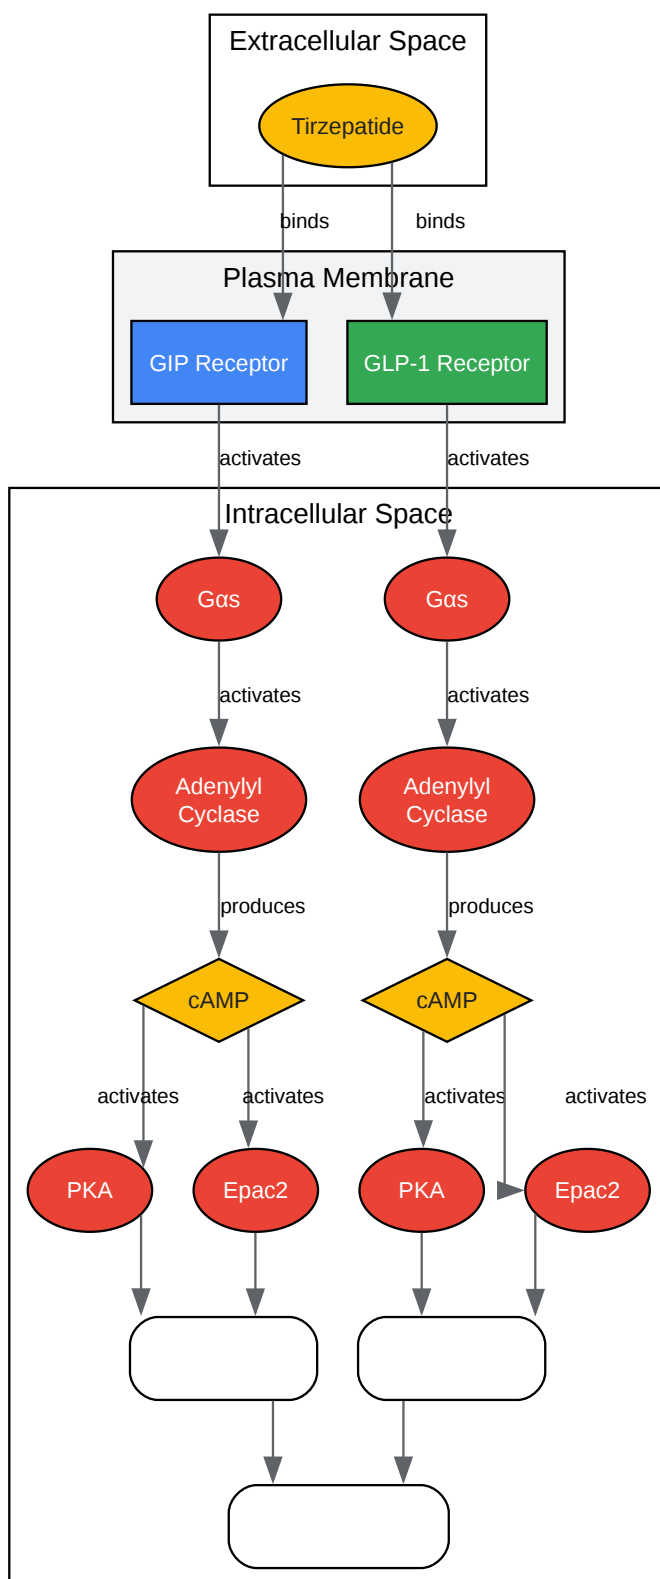 Extracellular Space
Tirzepatide
binds
binds
Plasma Membrane
GIP Receptor
GLP-1 Receptor
activates
activates
Intracellular Space
Gαs
Gαs
activates
activates
Adenylyl
Cyclase
Adenylyl
Cyclase
produces
produces
cAMP
cAMP
activates
activates
activates
activates
PKA
Epac2
PKA
Epac2